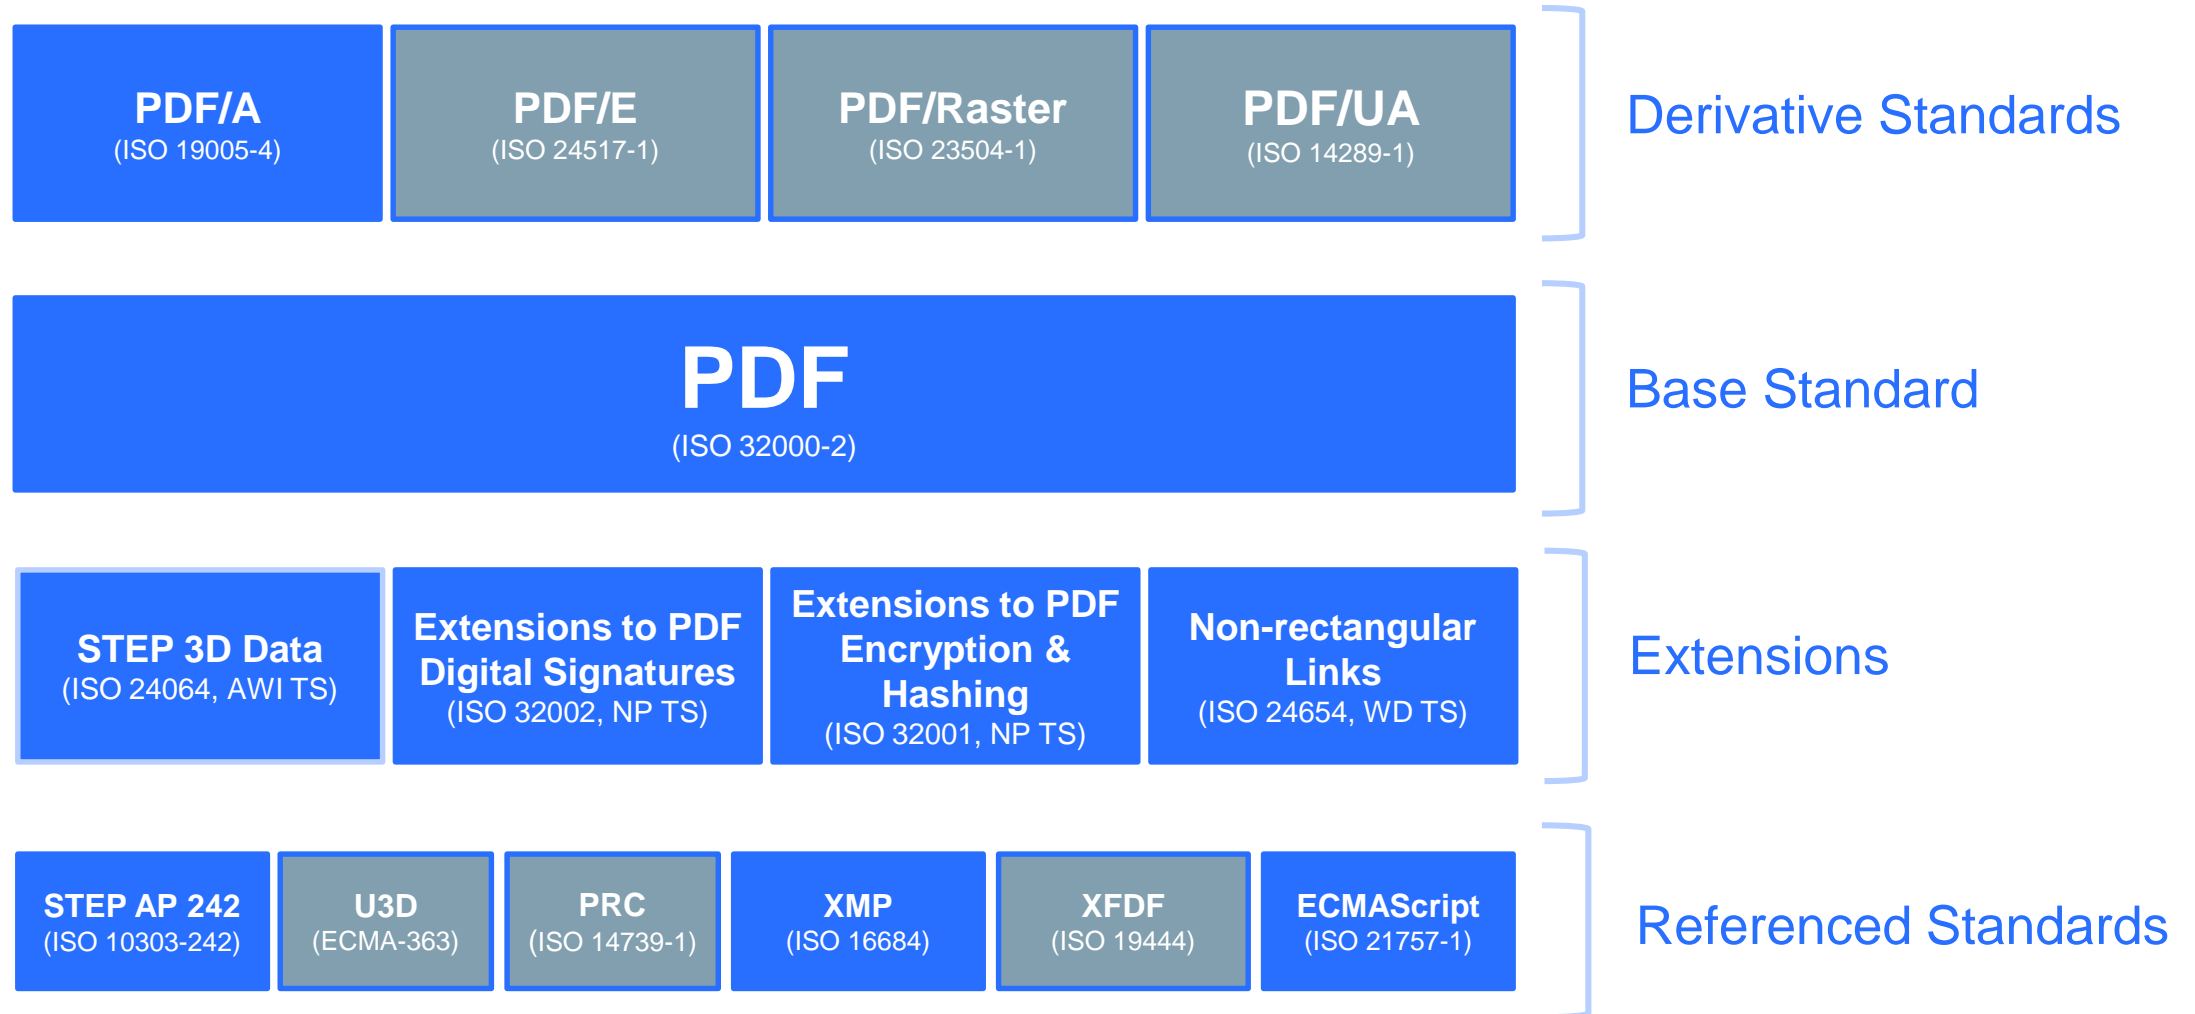 PDF/A
(ISO 19005-4)
PDF/E
(ISO 24517-1)
PDF/Raster
(ISO 23504-1)
PDF/UA
(ISO 14289-1)
Derivative Standards
PDF
(ISO 32000-2)
Base Standard
STEP 3D Data
(ISO 24064, AWI TS)
Extensions to PDF
Digital Signatures
(ISO 32002, NP TS)
Extensions to PDF
Encryption &
Hashing
(ISO 32001, NP TS)
Non-rectangular
Links
(ISO 24654, WD TS)
Extensions
STEP AP 242
(ISO 10303-242)
U3D
(ECMA-363)
PRC
(ISO 14739-1)
XMP
(ISO 16684)
XFDF
(ISO 19444)
ECMAScript
(ISO 21757-1)
Referenced Standards